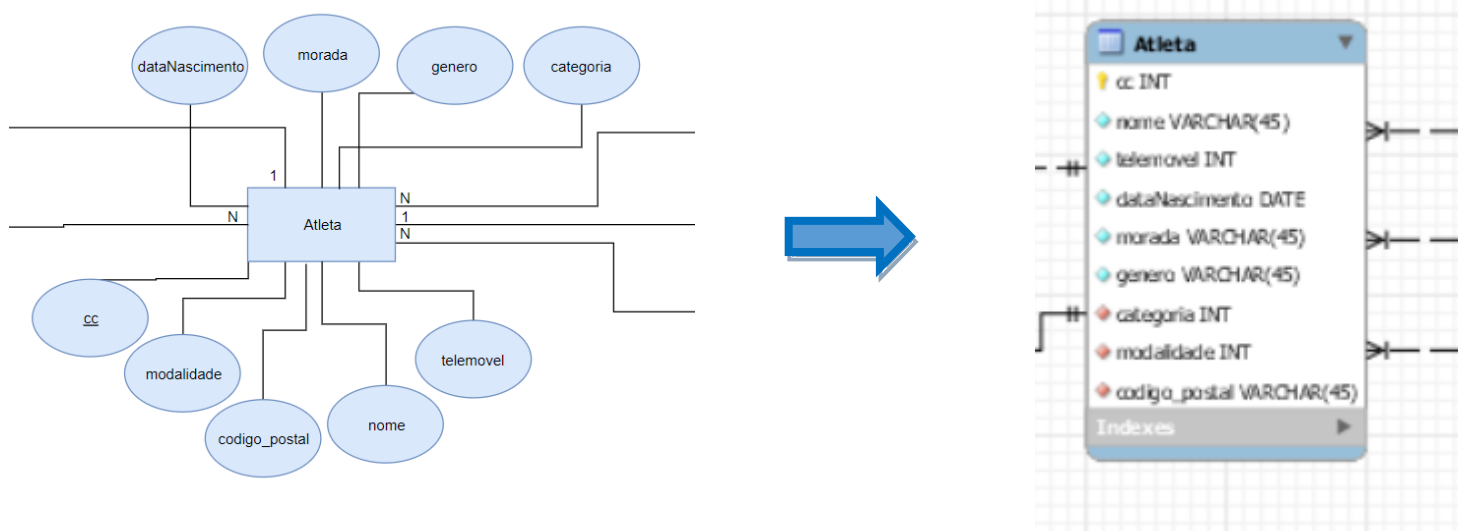 dataNascimento
morada
genero
categoria
1
N
Atleta
N
1
N
cc
modalidade
codigo_postal
nome
telemovel
Atleta
cc INT
nome VARCHAR(45)
telemovel INT
dataNascimento DATE
morada VARCHAR(45)
genero VARCHAR(45)
categoria INT
modalidade INT
codigo_postal VARCHAR(45)
Indexes